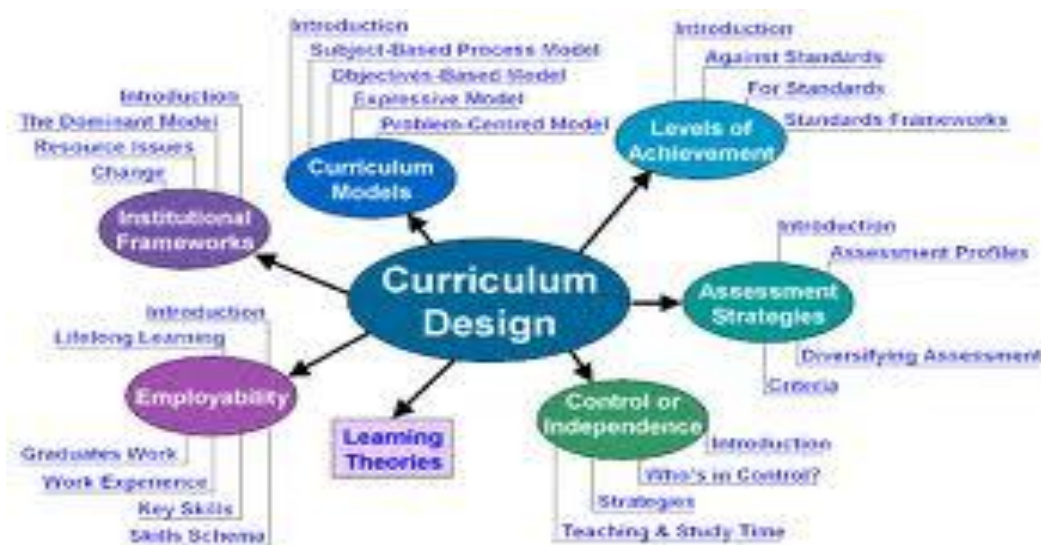 Introduction
Subject-Based Process Model
Objectives-Based Model
Expressive Model
Problem-Centred Model
Curriculum
Models
Introduction
Against Standards
For Standards
Standards Frameworks
Levels of
Achievement
Introduction
The Dominant Model
Resource Issues
Change
Institutional
Frameworks
Curriculum
Design
Introduction
Assessment Profiles
Assessment
Strategies
Diversifying Assessment
Criteria
Introduction
Lifelong Learning
Employability
Graduates Work
Work Experience
Key Skills
Skills Schema
Learning
Theories
Control or
Independence
Introduction
Who's in Control?
Strategies
Teaching & Study Time